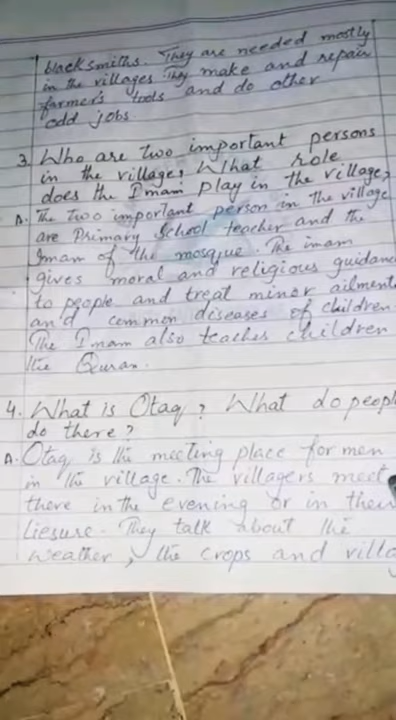 blacksmiths. They are needed mostly
in the villages They make and repair
farmer's tools and do other
odd jobs
3. Who are two important persons
in the village, What role
does the Imam play in the village,
A. The two important person in the village
are Primary School teacher and the
Imam of the mosque. The imam
gives moral and religious guidanc
to people and treat minor ailment
and common diseases of children
The Imam also teaches children
the Quran.
4. What is Otaq? What do peopl
do there?
A. Otaq is the meeting place for men
in the village. The villagers meet
there in the evening or in their
liesure. They talk about the
weather, the crops and villa